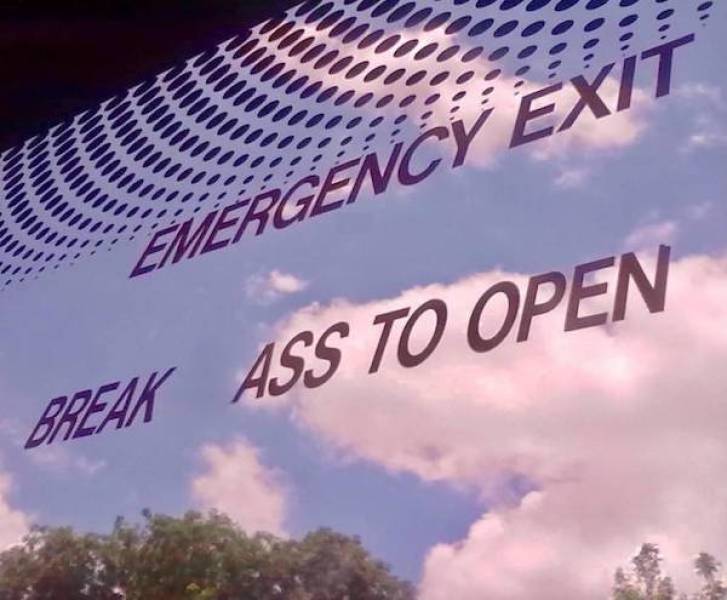 EMERGENCY EXIT
BREAK ASS TO OPEN